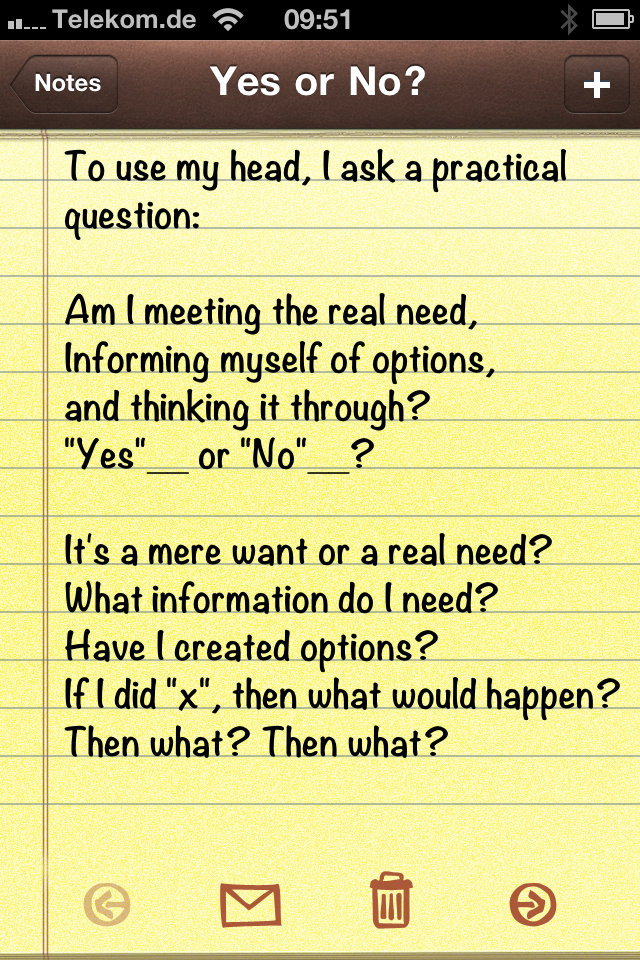 Telekom.de 09:51
Notes Yes or No? +
To use my head, I ask a practical
question:
Am I meeting the real need,
Informing myself of options,
and thinking it through?
"Yes"__ or "No"__?
It's a mere want or a real need?
What information do I need?
Have I created options?
If I did "x", then what would happen?
Then what? Then what?